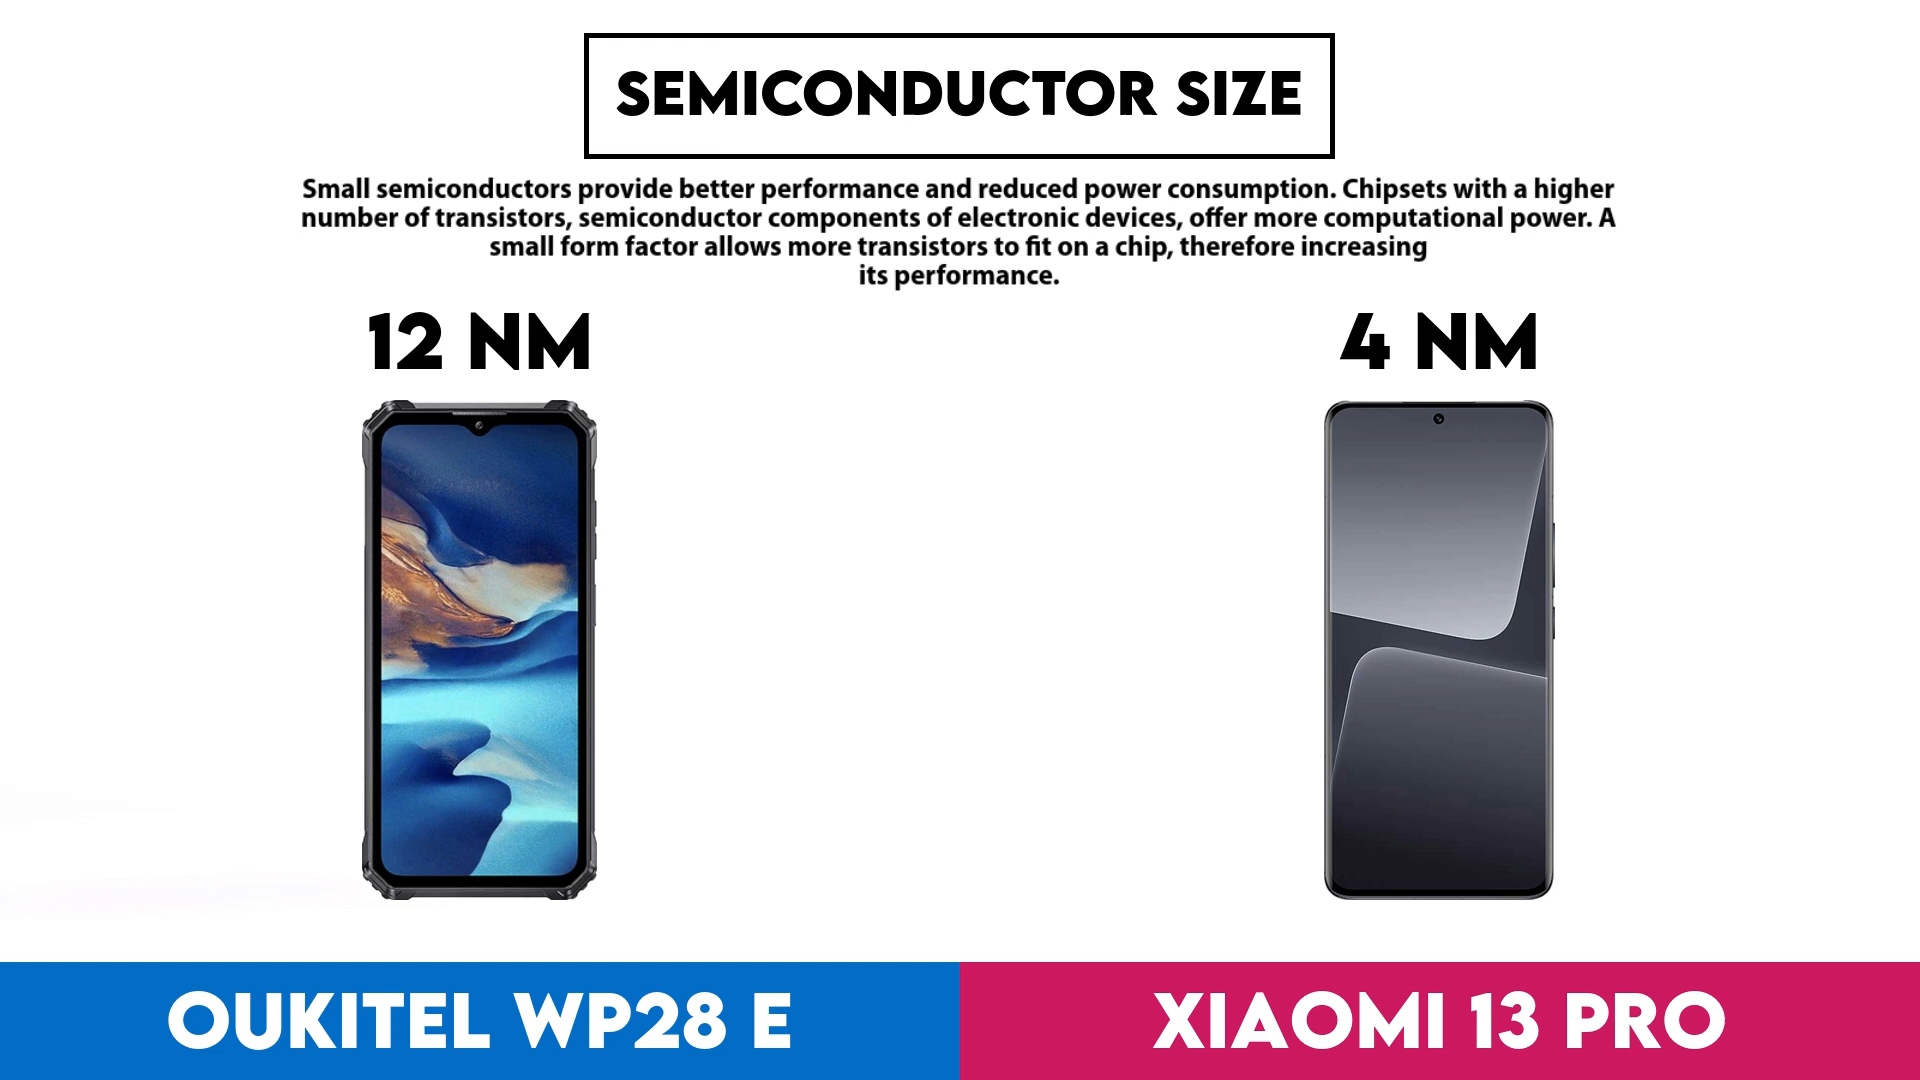 SEMICONDUCTOR SIZE
Small semiconductors provide better performance and reduced power consumption. Chipsets with a higher
number of transistors, semiconductor components of electronic devices, offer more computational power. A
small form factor allows more transistors to fit on a chip, therefore increasing
its performance.
12 NM
4 NM
OUKITEL WP28 E
XIAOMI 13 PRO